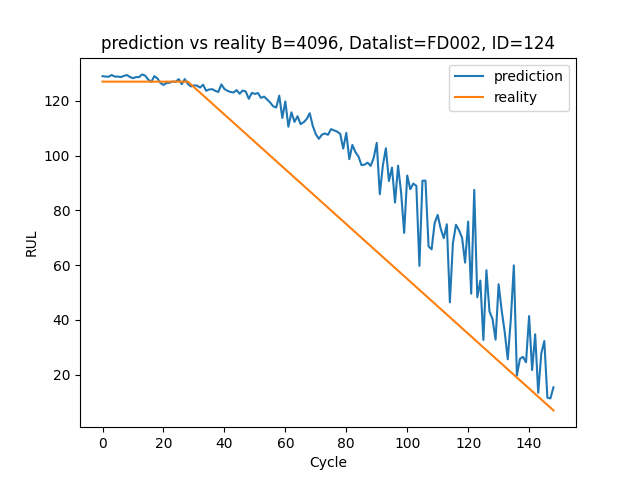 prediction vs reality B=4096, Datalist=FD002, ID=124
prediction
reality
RUL
120
100
80
60
40
20
0 20 40 60 80 100 120 140
Cycle